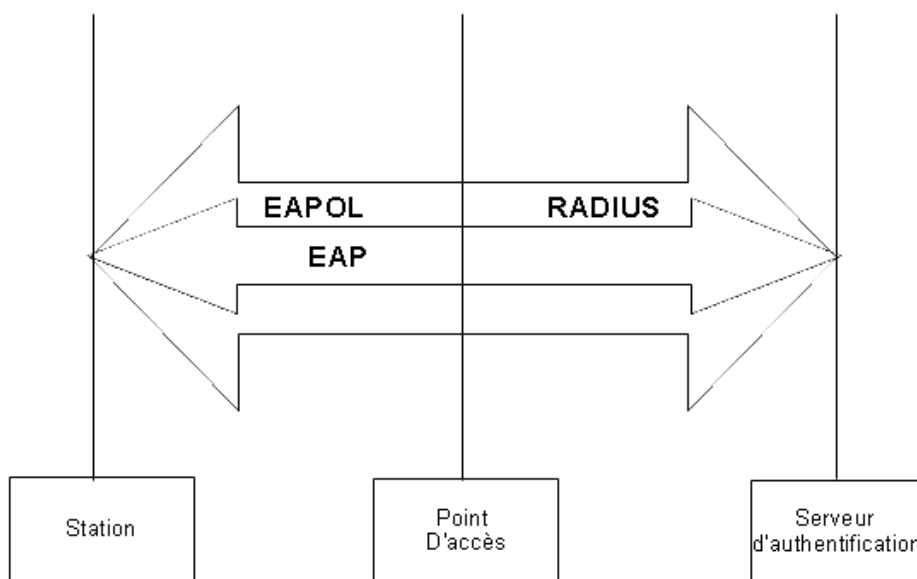 EAPOL
RADIUS
EAP
Station
Point
D'accès
Serveur
d'authentification